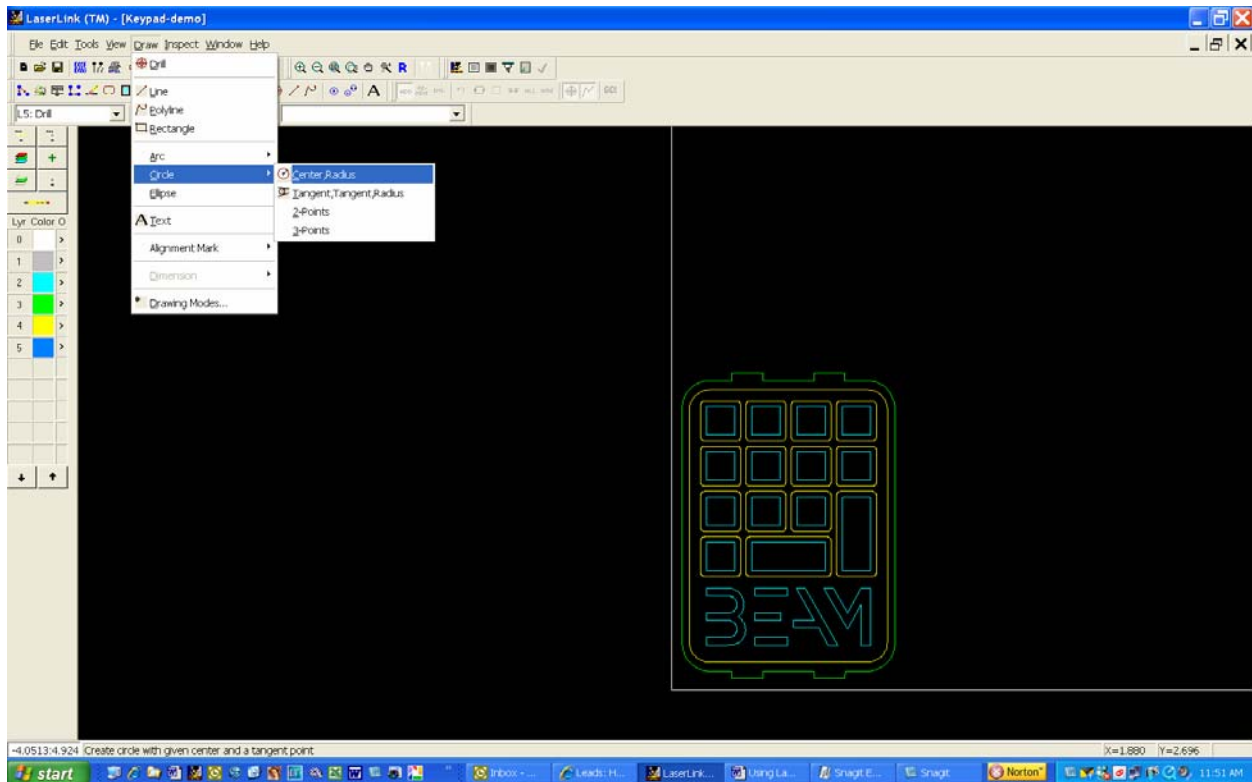 LaserLink (TM) - [Keypad-demo]
File Edit Tools View Draw Inspect Window Help
Drill
Line
Polyline
Rectangle
Arc
Circle
Ellipse
Text
Alignment Mark
Dimension
Drawing Modes...
Center,Radius
Tangent,Tangent,Radius
2-Points
3-Points
R
A
GO!
L5: Drill
Lyr Color O
0
1
2
3
4
5
BEAM
-4.0513:4.924 Create circle with given center and a tangent point
X=1.880 Y=2.696
start
Inbox - ...
Leads: H...
LaserLink...
Using La...
SnagIt E...
SnagIt
Norton
11:51 AM